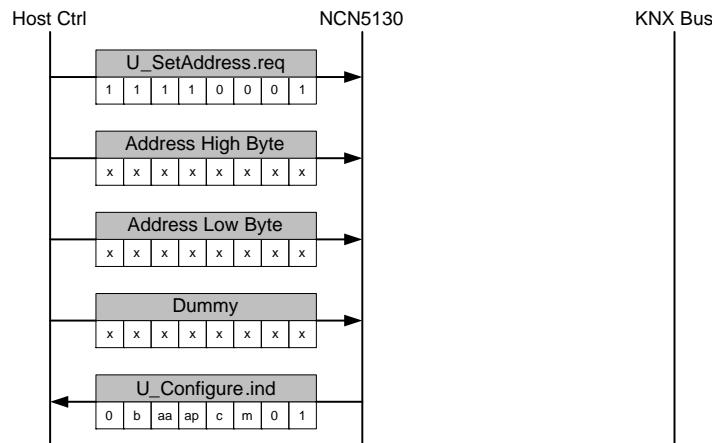 Host Ctrl NCN5130 KNX Bus
U_SetAddress.req
1 1 1 1 0 0 0 1
Address High Byte
x x x x x x x x
Address Low Byte
x x x x x x x x
Dummy
x x x x x x x x
U_Configure.ind
0 b aa ap c m 0 1